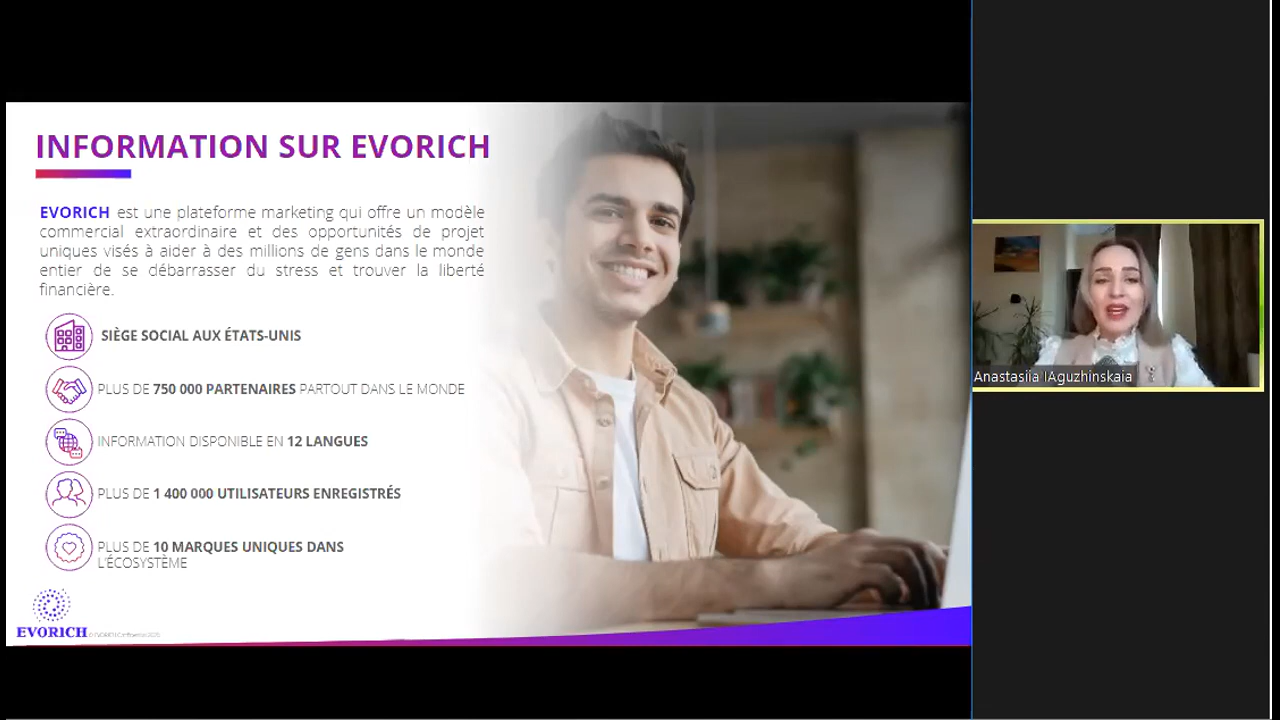 INFORMATION SUR EVORICH
EVORICH est une plateforme marketing qui offre un modèle
commercial extraordinaire et des opportunités de projet
uniques visés à aider à des millions de gens dans le monde
entier de se débarrasser du stress et trouver la liberté
financière.
SIÈGE SOCIAL AUX ÉTATS-UNIS
PLUS DE 750 000 PARTENAIRES PARTOUT DANS LE MONDE
INFORMATION DISPONIBLE EN 12 LANGUES
PLUS DE 1 400 000 UTILISATEURS ENREGISTRÉS
PLUS DE 10 MARQUES UNIQUES DANS
L'ÉCOSYSTÈME
EVORICH
Anastasiia IAguzhinskaia